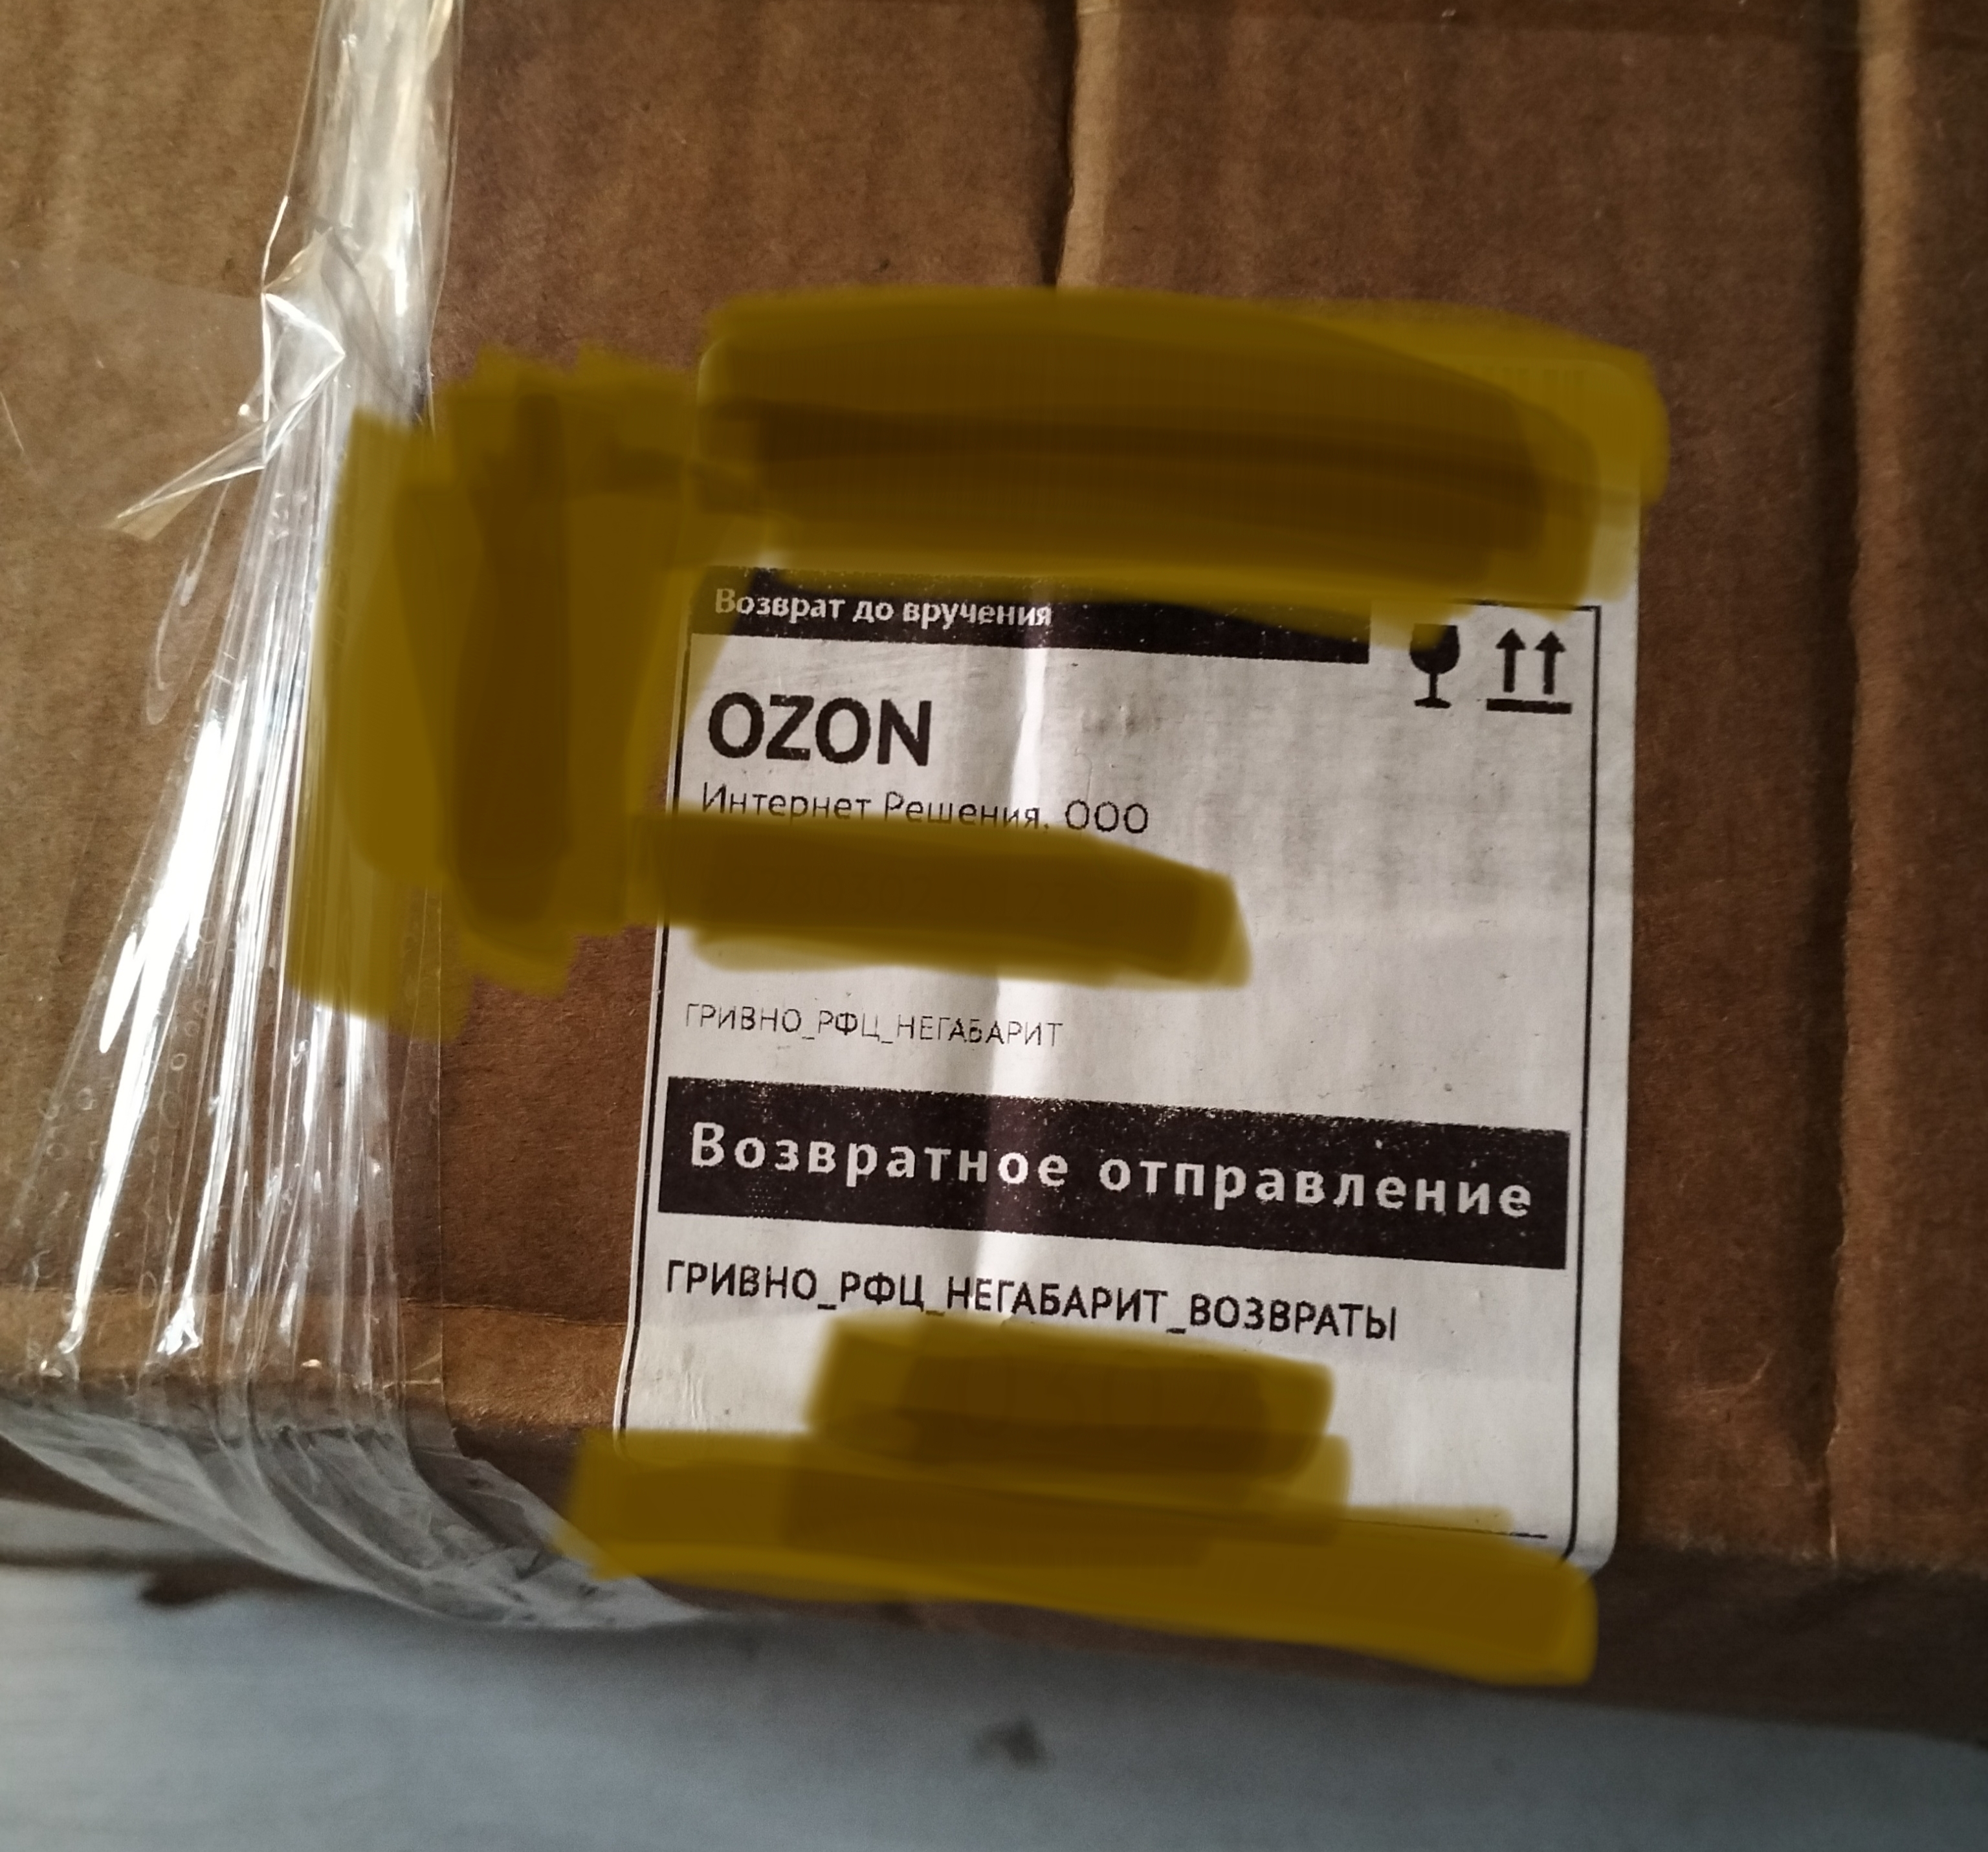 Возврат до вручения
OZON
Интернет Решения, ООО
ГРИВНО_РФЦ_НЕГАБАРИТ
Возвратное отправление
ГРИВНО_РФЦ_НЕГАБАРИТ_ВОЗВРАТЫ